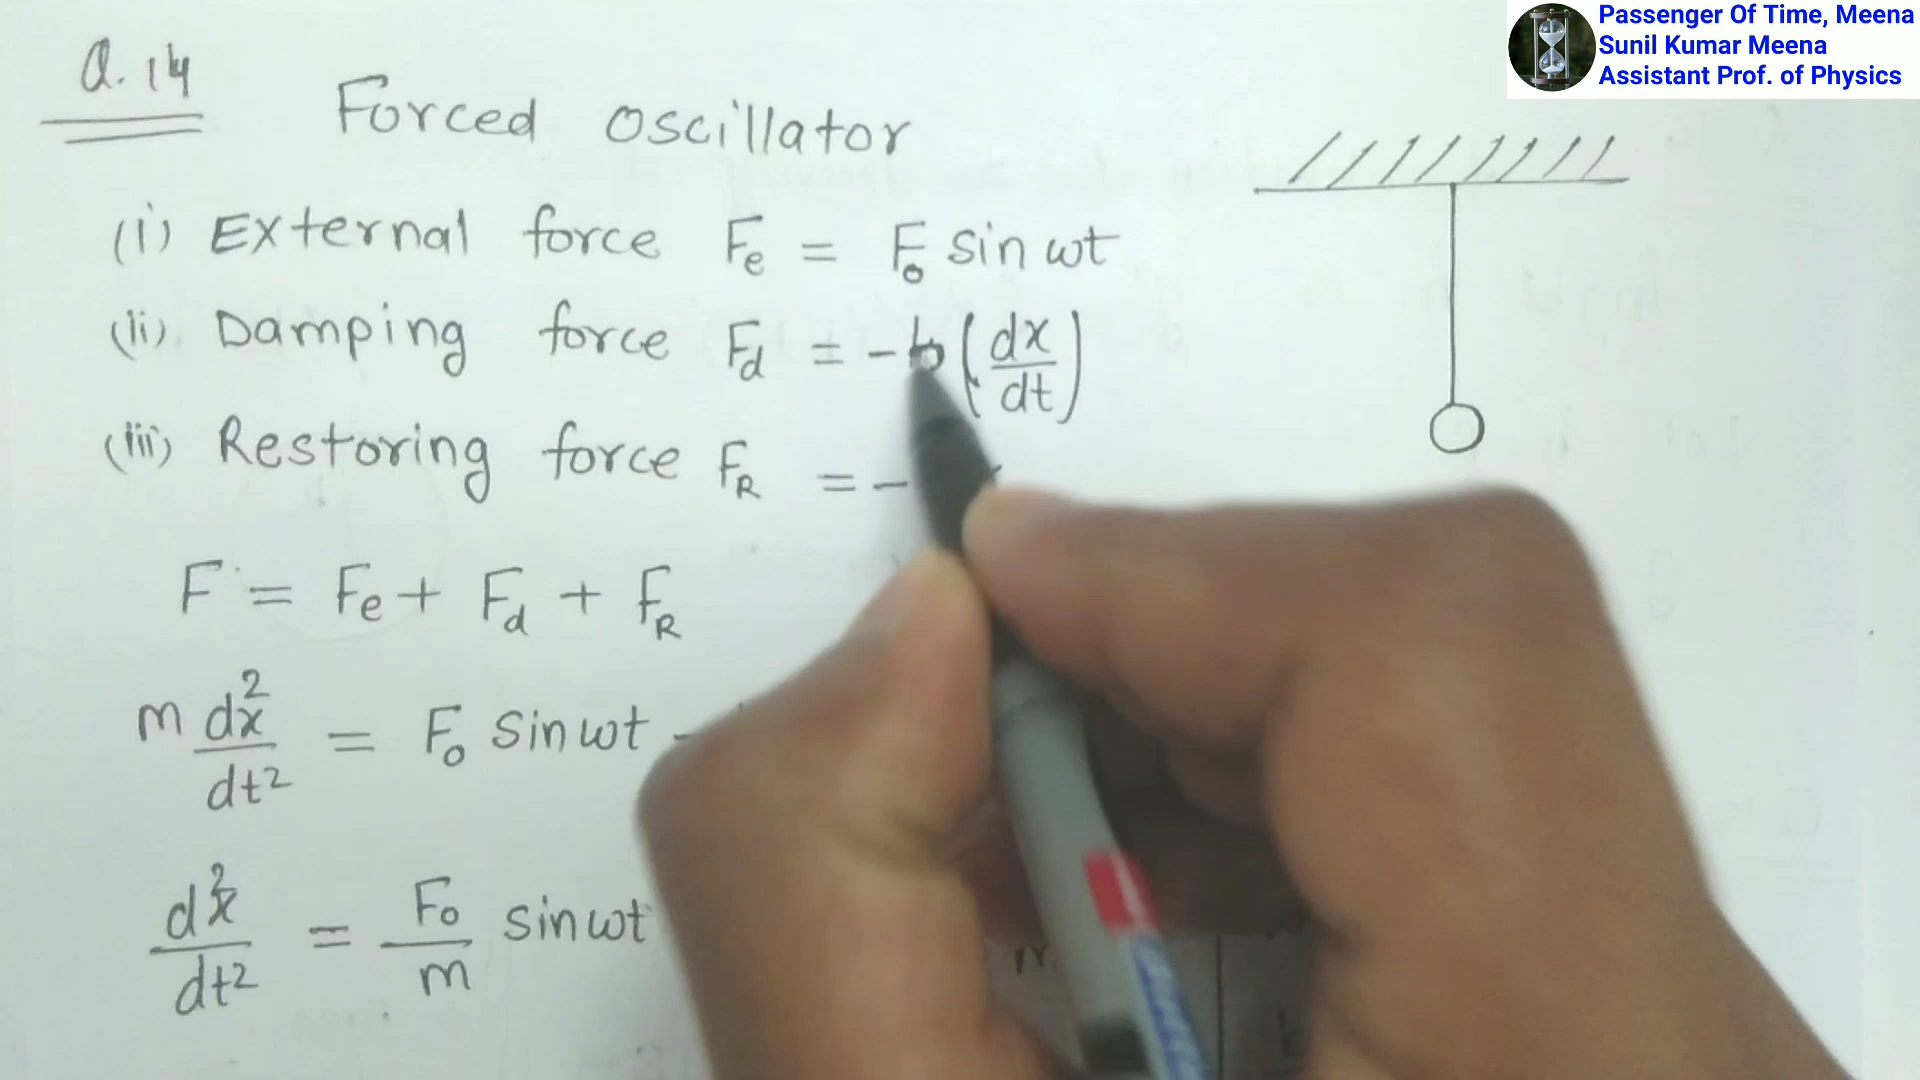 Passenger Of Time, Meena
Sunil Kumar Meena
Assistant Prof. of Physics
Q.14
Forced Oscillator
(i) External force Fe = F₀ sin ωt
(ii) Damping force Fd = -b (dx/dt)
(iii) Restoring force FR = -
F = Fe + Fd + FR
m d²x/dt² = F₀ sin ωt -
d²x/dt² = F₀/m sin ωt